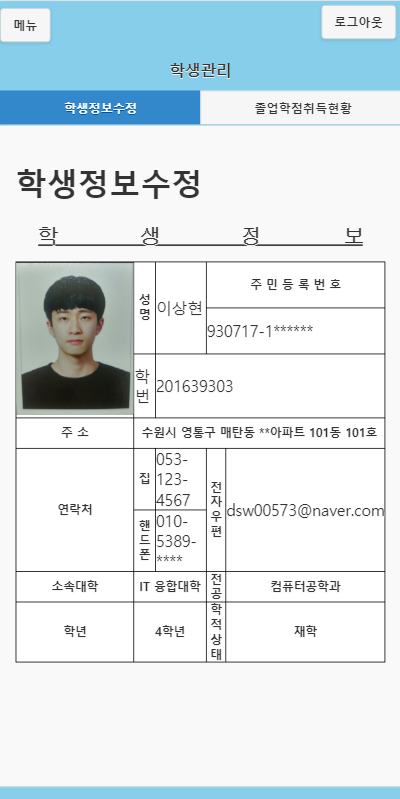 메뉴
로그아웃
학생관리
학생정보수정
졸업학점취득현황
학생정보수정
학 생 정 보
성명
이상현
주 민 등 록 번 호
930717-1******
학번
201639303
주 소
수원시 영통구 매탄동 **아파트 101동 101호
연락처
집
053-
123-
4567
전자우편
dsw00573@naver.com
핸드폰
010-
5389-
****
소속대학
IT 융합대학
전공
컴퓨터공학과
학년
4학년
학적상태
재학